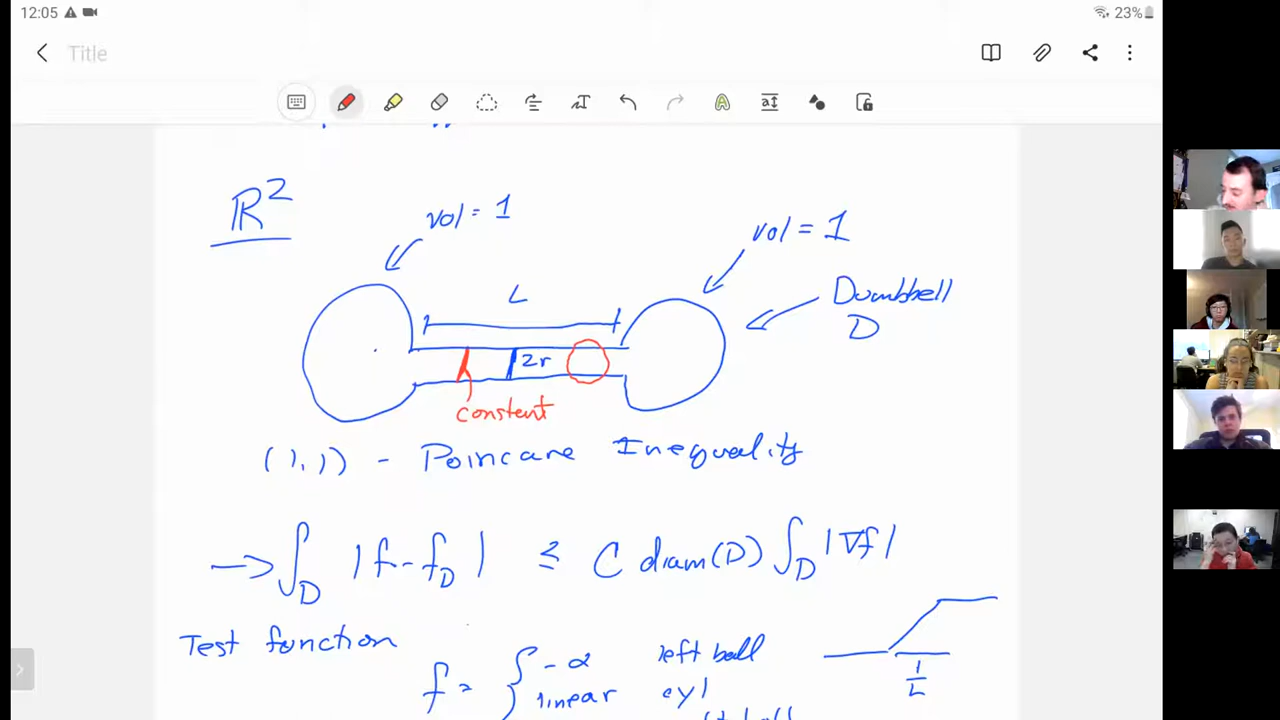 12:05
23%
Title
ℝ²
vol = 1
vol = 1
L
Dumbbell
D
2r
constant
(1,1) - Poincare Inequality
→ ∫_D |f - f_D| ≤ C diam(D) ∫_D |∇f|
Test function
f = { -α left ball
linear cyl
1/L